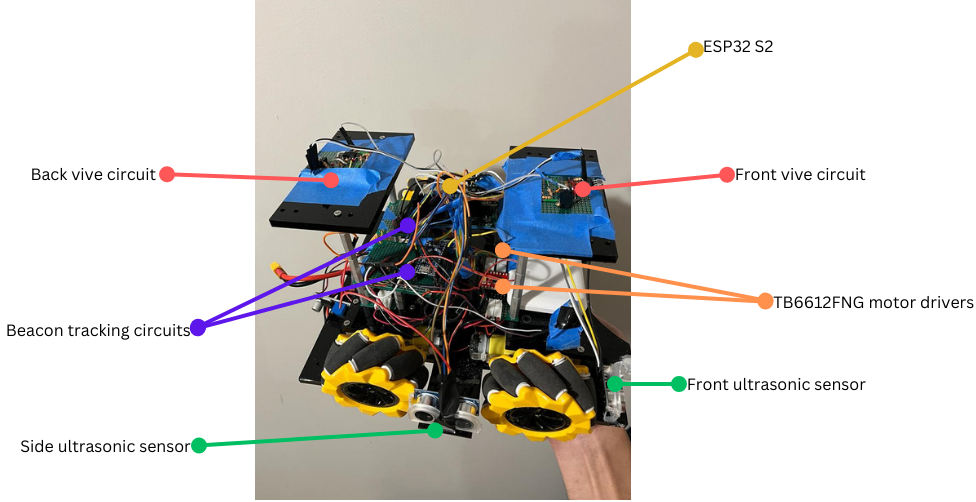 ESP32 S2
Back vive circuit
Front vive circuit
TB6612FNG motor drivers
Beacon tracking circuits
Front ultrasonic sensor
Side ultrasonic sensor